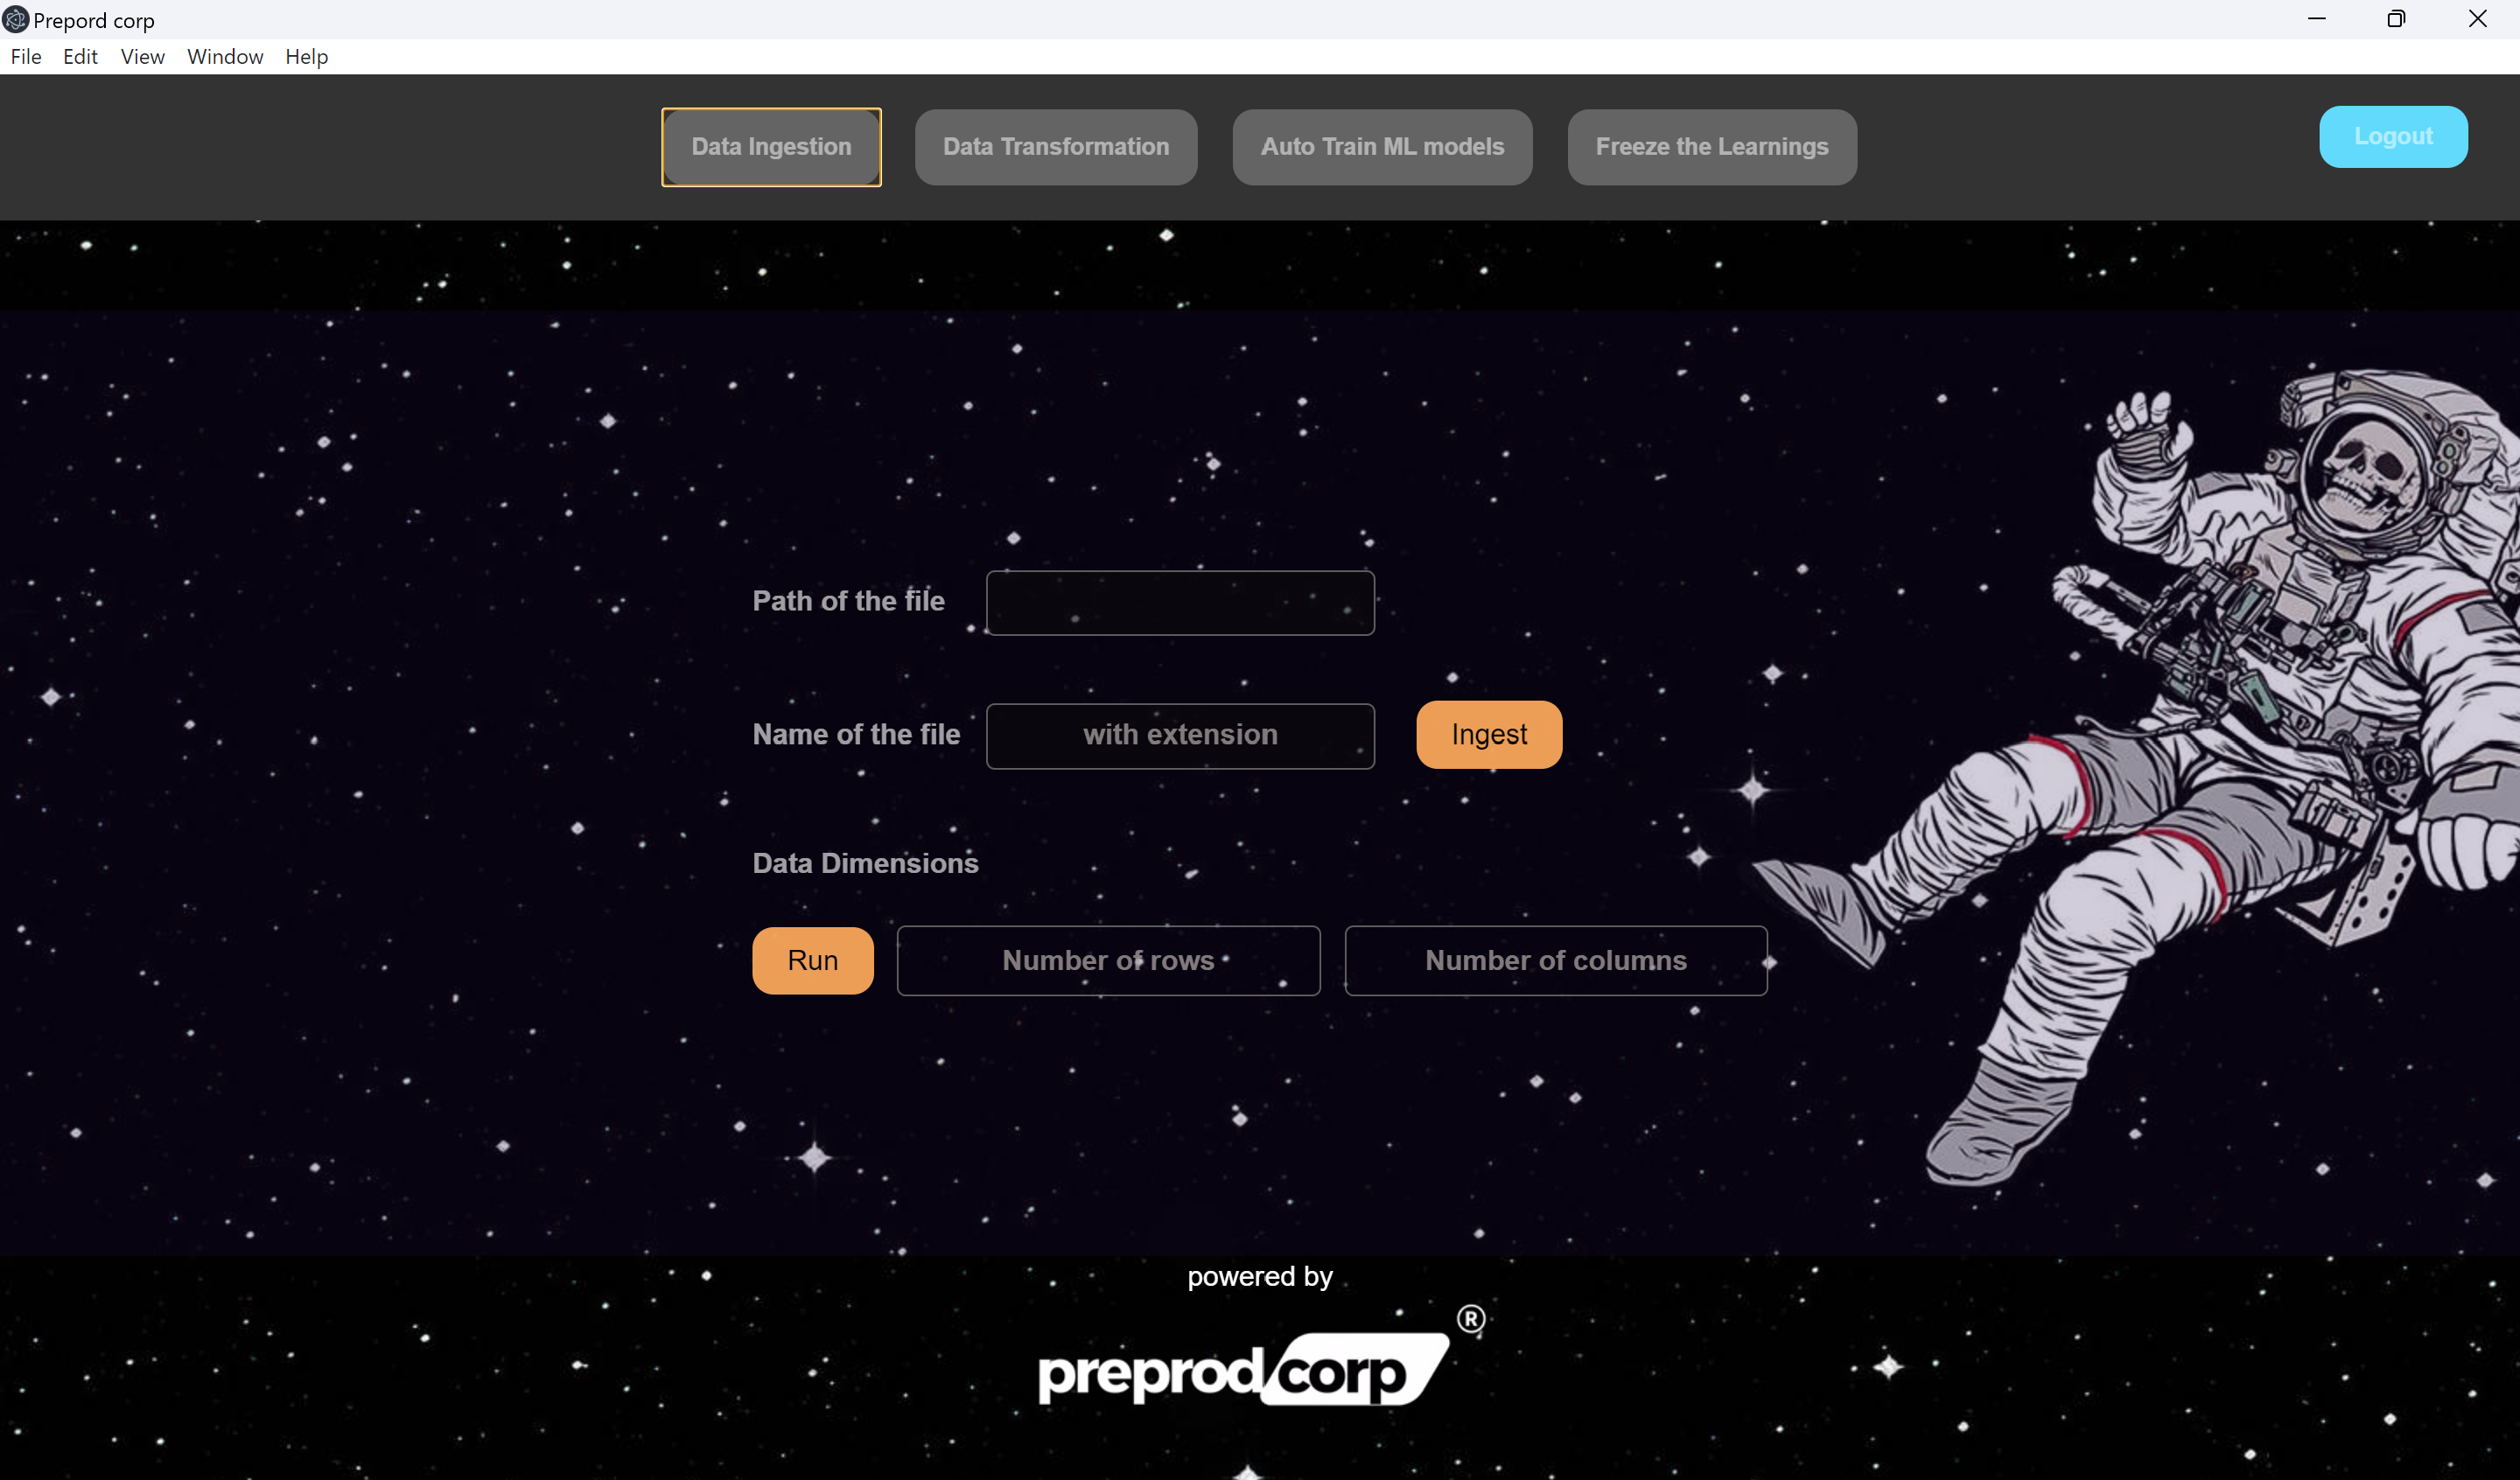 Prepord corp
File Edit View Window Help
Data Ingestion Data Transformation Auto Train ML models Freeze the Learnings Logout
Path of the file
Name of the file with extension Ingest
Data Dimensions
Run Number of rows Number of columns
powered by
preprodcorp®